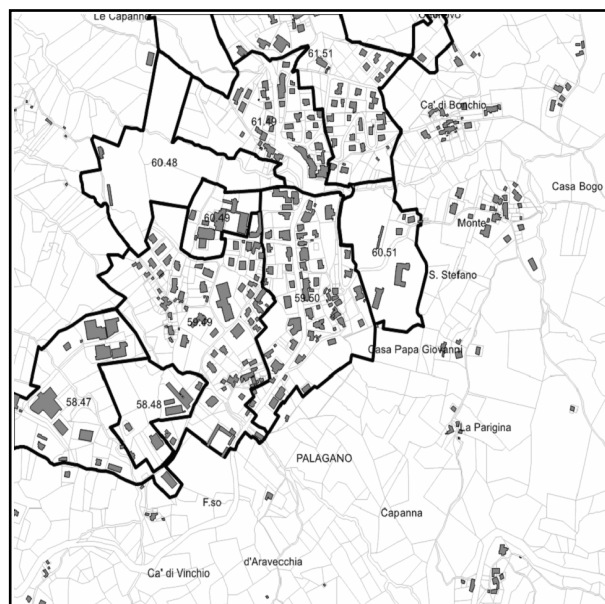 Le Capanne
61.51
Ca' di Bonchio
61.49
60.48
Casa Bogo
60.49
Monte
60.51
S. Stefano
59.50
59.49
Casa Papa Giovanni
58.47
58.48
La Parigina
PALAGANO
F.so
Capanna
d'Aravecchia
Ca' di Vinchio